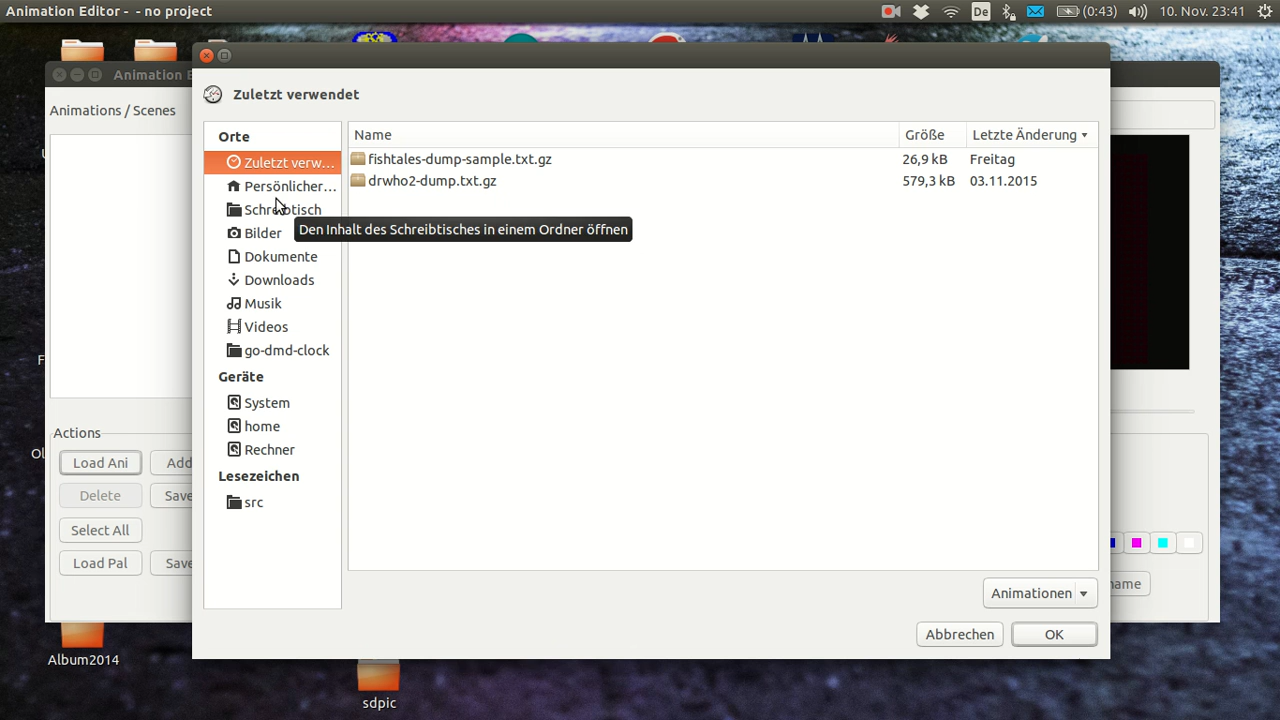 Animation Editor - - no project
De
(0:43)
10. Nov. 23:41
Animation E
Zuletzt verwendet
Animations / Scenes
Orte
Zuletzt verw...
Persönlicher...
Schreibtisch
Bilder
Dokumente
Downloads
Musik
Videos
go-dmd-clock
Geräte
System
home
Rechner
Lesezeichen
src
Name
Größe
Letzte Änderung
fishtales-dump-sample.txt.gz
26,9 kB
Freitag
drwho2-dump.txt.gz
579,3 kB
03.11.2015
Den Inhalt des Schreibtisches in einem Ordner öffnen
Actions
Load Ani
Add
Delete
Save
Select All
Load Pal
Save
name
Animationen
Abbrechen
OK
Album2014
sdpic